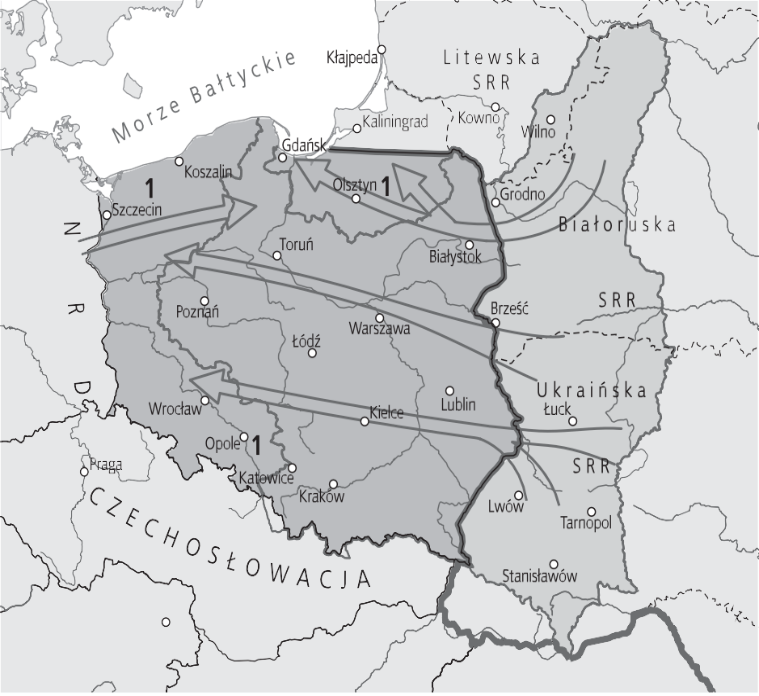 Kłajpeda
Litewska
SRR
Morze Bałtyckie
Kaliningrad
Kowno
Wilno
Gdańsk
Koszalin
1
Olsztyn
1
Grodno
Szczecin
Białoruska
NRD
Toruń
Białystok
SRR
Poznań
Brześć
Warszawa
Łódź
Ukraińska
Wrocław
Lublin
Łuck
Kielce
Opole
1
SRR
Praga
Katowice
Kraków
Lwów
Tarnopol
CZECHOSŁOWACJA
Stanisławów